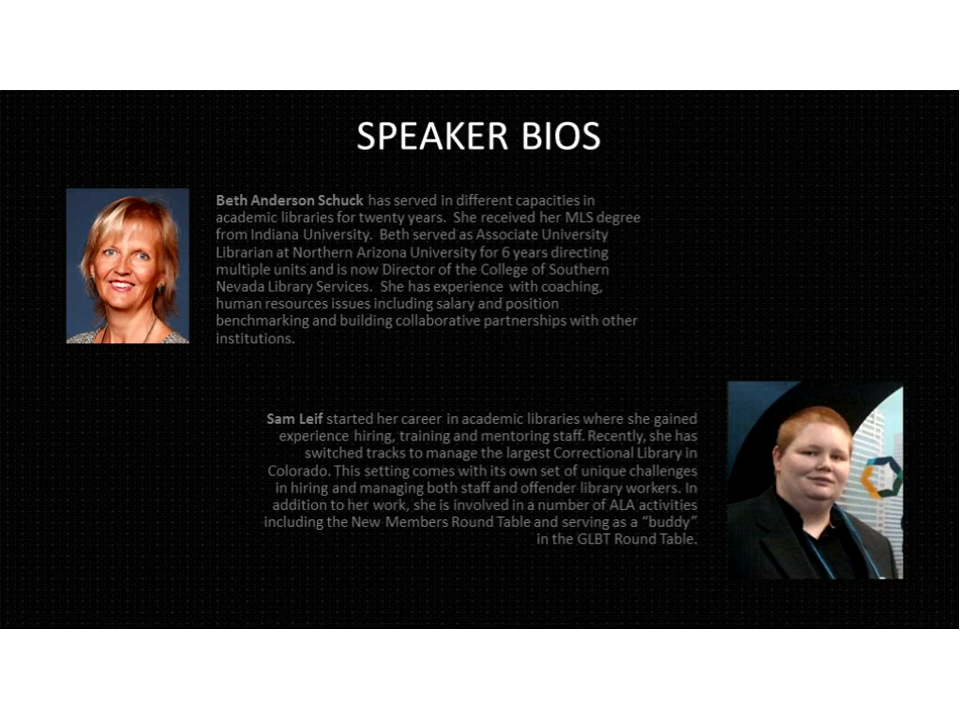 SPEAKER BIOS
Beth Anderson Schuck has served in different capacities in
academic libraries for twenty years.  She received her MLS degree
from Indiana University.  Beth served as Associate University
Librarian at Northern Arizona University for 6 years directing
multiple units and is now Director of the College of Southern
Nevada Library Services.  She has experience with coaching,
human resources issues including salary and position
benchmarking and building collaborative partnerships with other
institutions.
Sam Leif started her career in academic libraries where she gained
experience hiring, training and mentoring staff. Recently, she has
switched tracks to manage the largest Correctional Library in
Colorado. This setting comes with its own set of unique challenges
in hiring and managing both staff and offender library workers. In
addition to her work, she is involved in a number of ALA activities
including the New Members Round Table and serving as a “buddy”
in the GLBT Round Table.